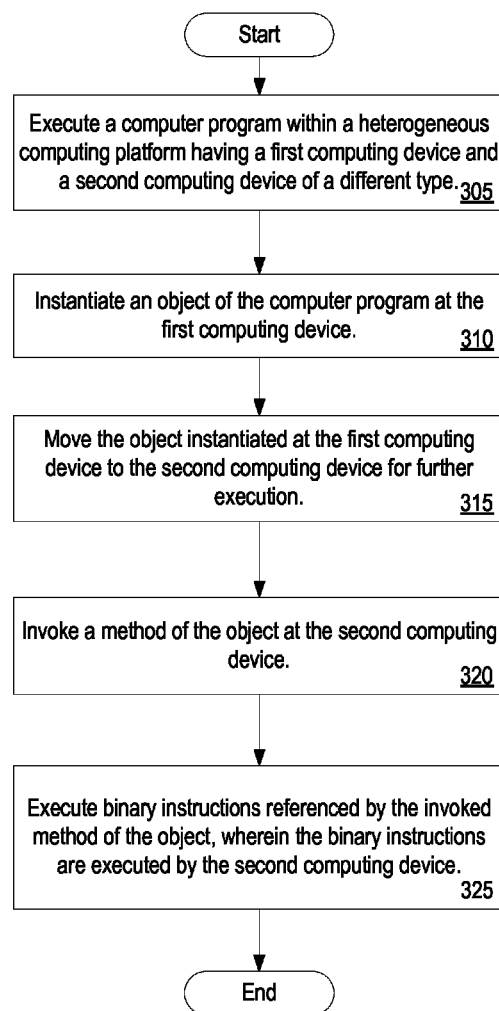 Start
Execute a computer program within a heterogeneous
computing platform having a first computing device and
a second computing device of a different type.
305
Instantiate an object of the computer program at the
first computing device.
310
Move the object instantiated at the first computing
device to the second computing device for further
execution.
315
Invoke a method of the object at the second computing
device.
320
Execute binary instructions referenced by the invoked
method of the object, wherein the binary instructions
are executed by the second computing device.
325
End